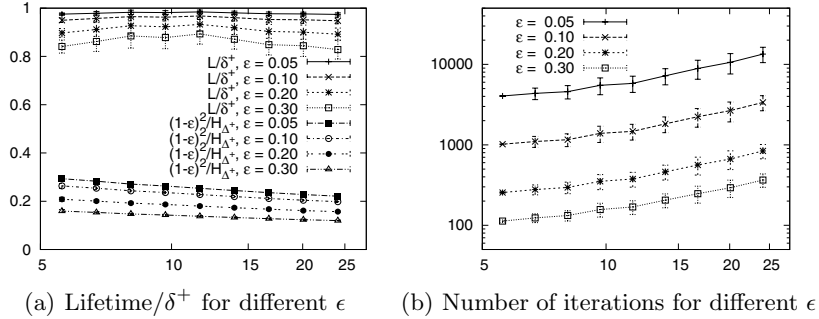 1
0.8
0.6
0.4
0.2
0
5
10
15
20
25
L/δ⁺, ε = 0.05
L/δ⁺, ε = 0.10
L/δ⁺, ε = 0.20
L/δ⁺, ε = 0.30
(1-ε)²/H_Δ⁺, ε = 0.05
(1-ε)²/H_Δ⁺, ε = 0.10
(1-ε)²/H_Δ⁺, ε = 0.20
(1-ε)²/H_Δ⁺, ε = 0.30
(a) Lifetime/δ⁺ for different ϵ
10000
1000
100
5
10
15
20
25
ε = 0.05
ε = 0.10
ε = 0.20
ε = 0.30
(b) Number of iterations for different ϵ